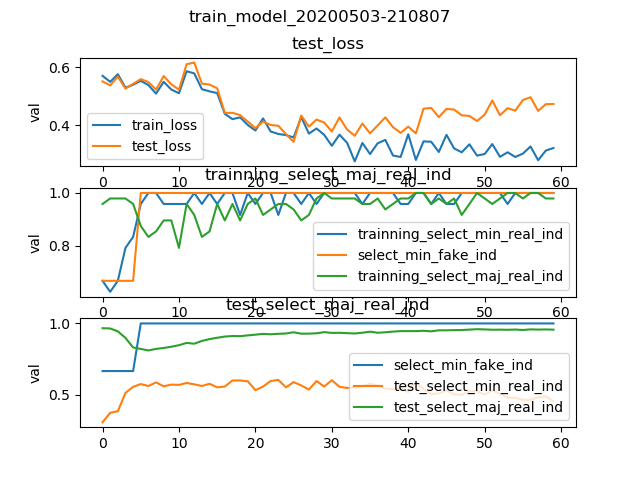 train_model_20200503-210807
test_loss
0.6
0.4
val
train_loss
test_loss
0 10 20 30 40 50 60
trainning_select_maj_real_ind
1.0
0.8
val
trainning_select_min_real_ind
select_min_fake_ind
trainning_select_maj_real_ind
0 10 20 30 40 50 60
test_select_maj_real_ind
1.0
0.5
val
select_min_fake_ind
test_select_min_real_ind
test_select_maj_real_ind
0 10 20 30 40 50 60